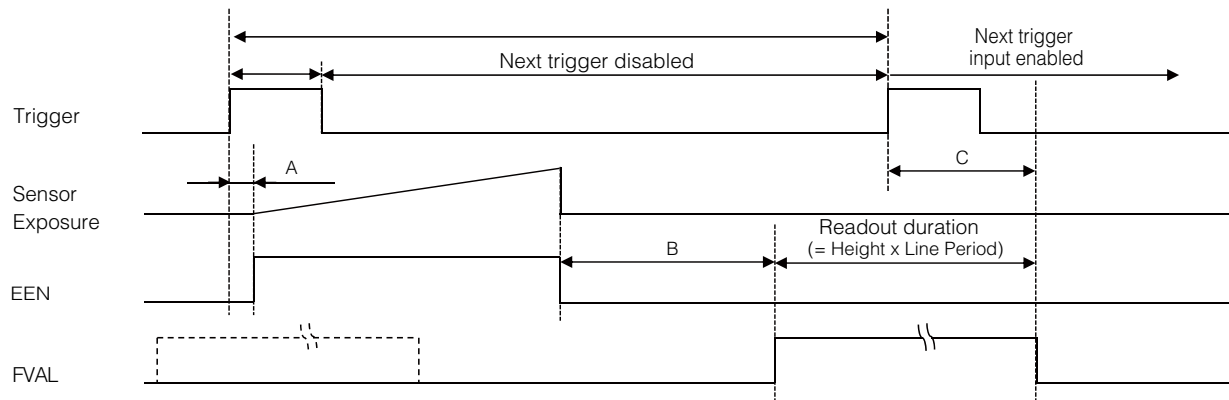 Next trigger
input enabled
Next trigger disabled
Trigger
C
A
Sensor
Exposure
Readout duration
(= Height x Line Period)
B
EEN
FVAL